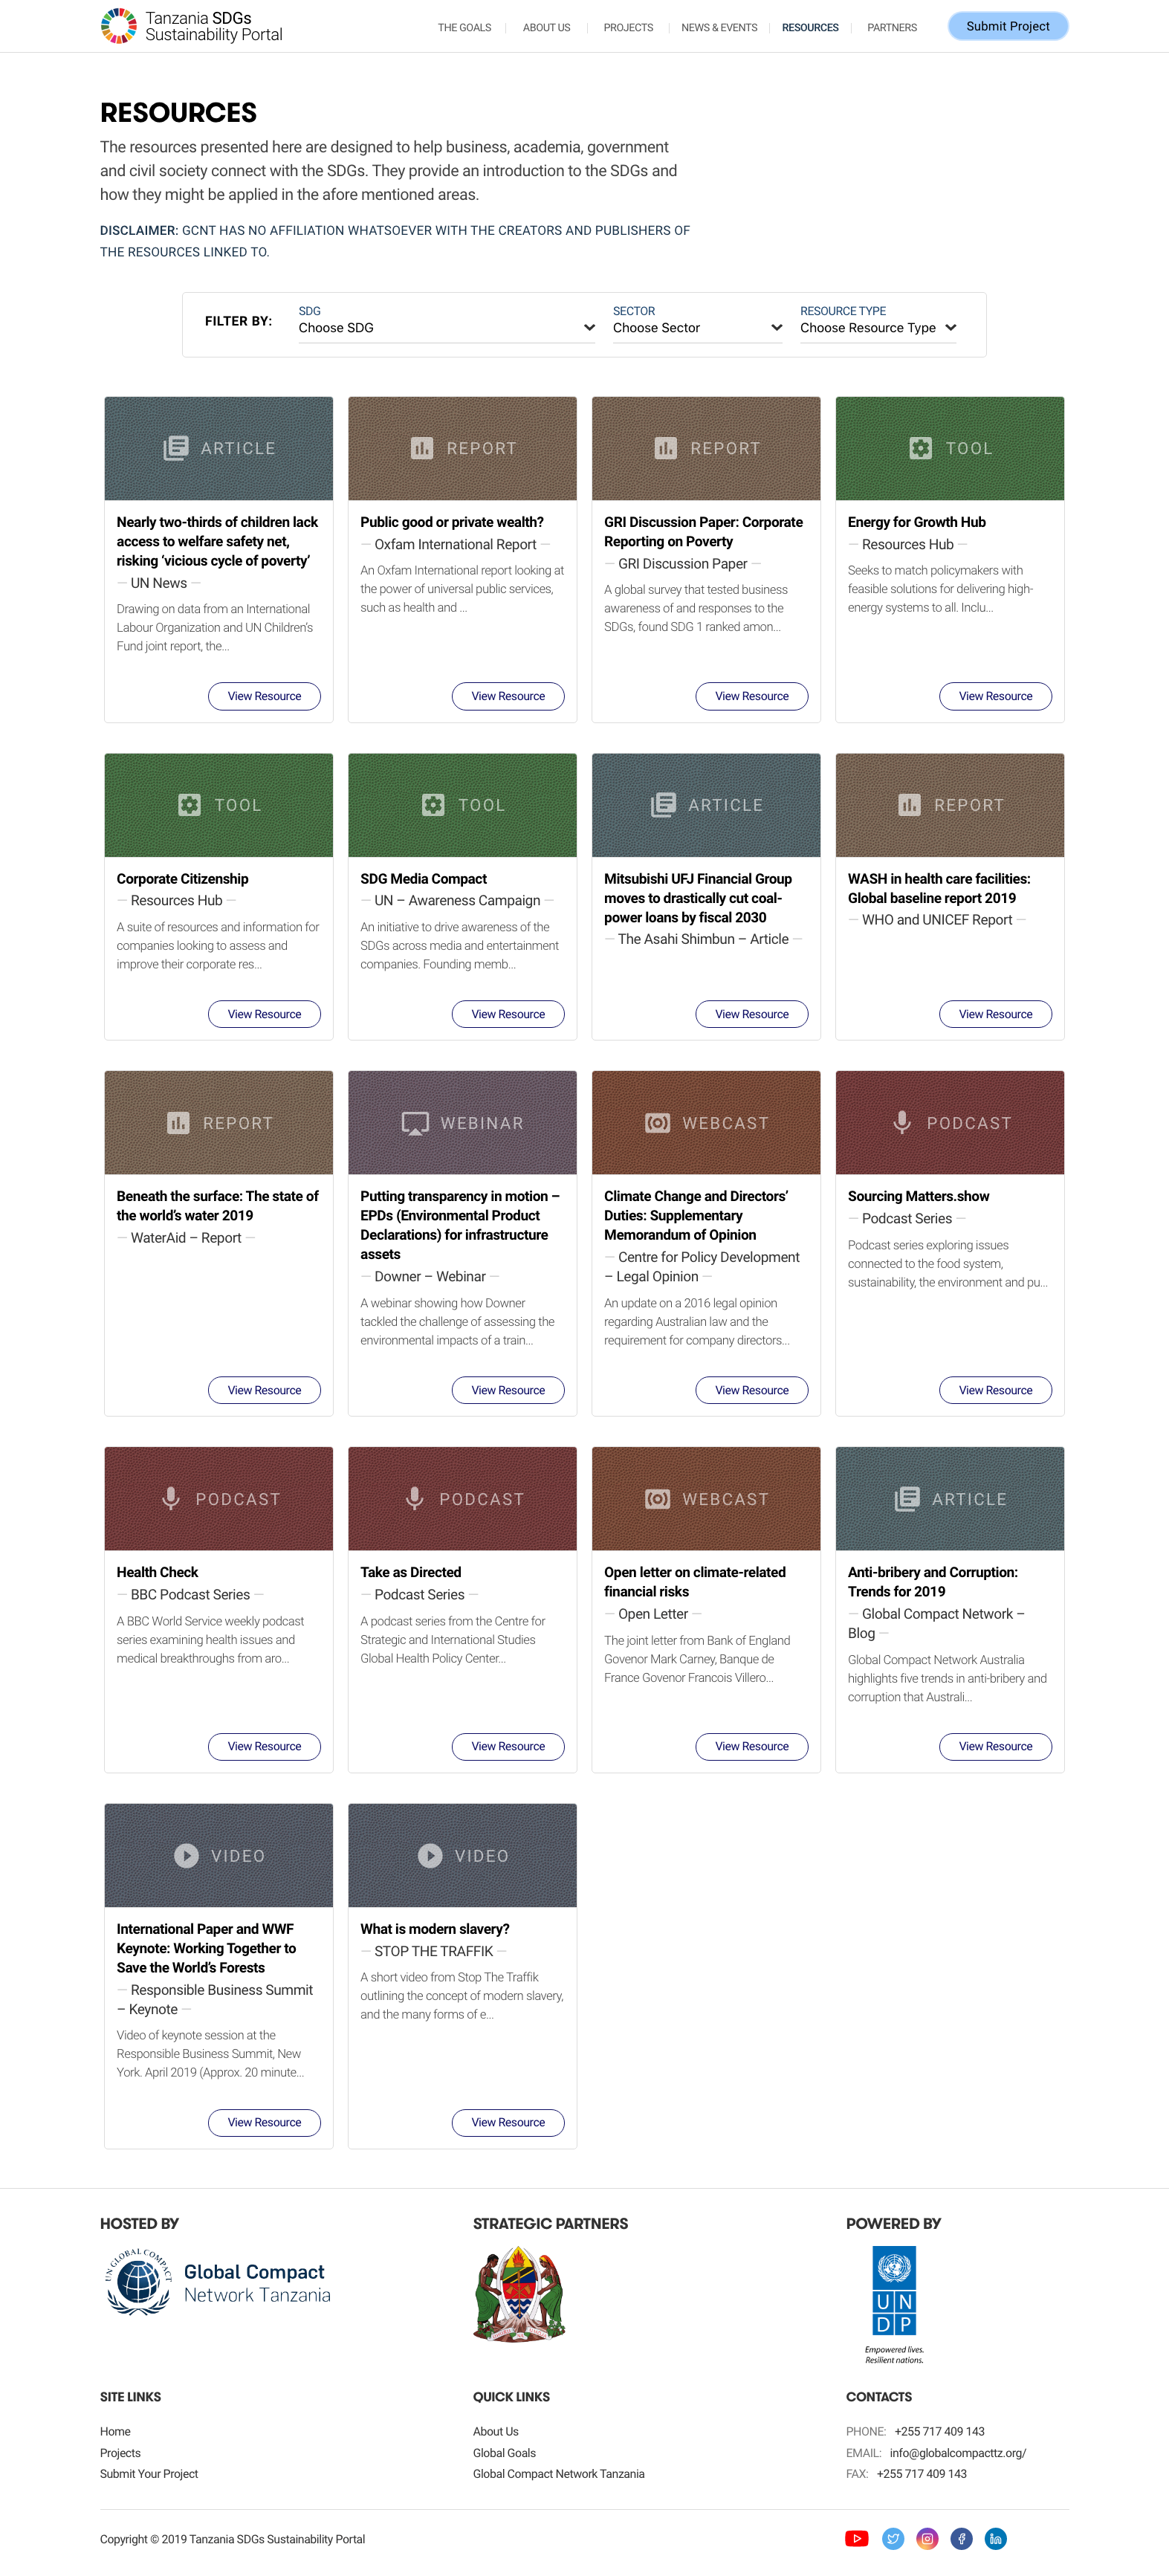 Tanzania SDGs
Sustainability Portal
THE GOALS
ABOUT US
PROJECTS
NEWS & EVENTS
RESOURCES
PARTNERS
Submit Project
RESOURCES
The resources presented here are designed to help business, academia, government
and civil society connect with the SDGs. They provide an introduction to the SDGs and
how they might be applied in the afore mentioned areas.
DISCLAIMER: GCNT HAS NO AFFILIATION WHATSOEVER WITH THE CREATORS AND PUBLISHERS OF
THE RESOURCES LINKED TO.
FILTER BY:
SDG
Choose SDG
SECTOR
Choose Sector
RESOURCE TYPE
Choose Resource Type
ARTICLE
Nearly two-thirds of children lack
access to welfare safety net,
risking ‘vicious cycle of poverty’
— UN News —
Drawing on data from an International
Labour Organization and UN Children’s
Fund joint report, the...
View Resource
REPORT
Public good or private wealth?
— Oxfam International Report —
An Oxfam International report looking at
the power of universal public services,
such as health and ...
View Resource
REPORT
GRI Discussion Paper: Corporate
Reporting on Poverty
— GRI Discussion Paper —
A global survey that tested business
awareness of and responses to the
SDGs, found SDG 1 ranked amon...
View Resource
TOOL
Energy for Growth Hub
— Resources Hub —
Seeks to match policymakers with
feasible solutions for delivering high-
energy systems to all. Inclu...
View Resource
TOOL
Corporate Citizenship
— Resources Hub —
A suite of resources and information for
companies looking to assess and
improve their corporate res...
View Resource
TOOL
SDG Media Compact
— UN – Awareness Campaign —
An initiative to drive awareness of the
SDGs across media and entertainment
companies. Founding memb...
View Resource
ARTICLE
Mitsubishi UFJ Financial Group
moves to drastically cut coal-
power loans by fiscal 2030
— The Asahi Shimbun – Article —
View Resource
REPORT
WASH in health care facilities:
Global baseline report 2019
— WHO and UNICEF Report —
View Resource
REPORT
Beneath the surface: The state of
the world’s water 2019
— WaterAid – Report —
View Resource
WEBINAR
Putting transparency in motion –
EPDs (Environmental Product
Declarations) for infrastructure
assets
— Downer – Webinar —
A webinar showing how Downer
tackled the challenge of assessing the
environmental impacts of a train...
View Resource
WEBCAST
Climate Change and Directors’
Duties: Supplementary
Memorandum of Opinion
— Centre for Policy Development
– Legal Opinion —
An update on a 2016 legal opinion
regarding Australian law and the
requirement for company directors...
View Resource
PODCAST
Sourcing Matters.show
— Podcast Series —
Podcast series exploring issues
connected to the food system,
sustainability, the environment and pu...
View Resource
PODCAST
Health Check
— BBC Podcast Series —
A BBC World Service weekly podcast
series examining health issues and
medical breakthroughs from aro...
View Resource
PODCAST
Take as Directed
— Podcast Series —
A podcast series from the Centre for
Strategic and International Studies
Global Health Policy Center...
View Resource
WEBCAST
Open letter on climate-related
financial risks
— Open Letter —
The joint letter from Bank of England
Govenor Mark Carney, Banque de
France Govenor Francois Villero...
View Resource
ARTICLE
Anti-bribery and Corruption:
Trends for 2019
— Global Compact Network –
Blog —
Global Compact Network Australia
highlights five trends in anti-bribery and
corruption that Australi...
View Resource
VIDEO
International Paper and WWF
Keynote: Working Together to
Save the World’s Forests
— Responsible Business Summit
– Keynote —
Video of keynote session at the
Responsible Business Summit, New
York. April 2019 (Approx. 20 minute...
View Resource
VIDEO
What is modern slavery?
— STOP THE TRAFFIK —
A short video from Stop The Traffik
outlining the concept of modern slavery,
and the many forms of e...
View Resource
HOSTED BY
UN GLOBAL COMPACT
Global Compact
Network Tanzania
STRATEGIC PARTNERS
POWERED BY
UN
DP
Empowered lives.
Resilient nations.
SITE LINKS
Home
Projects
Submit Your Project
QUICK LINKS
About Us
Global Goals
Global Compact Network Tanzania
CONTACTS
PHONE: +255 717 409 143
EMAIL: info@globalcompacttz.org/
FAX: +255 717 409 143
Copyright © 2019 Tanzania SDGs Sustainability Portal